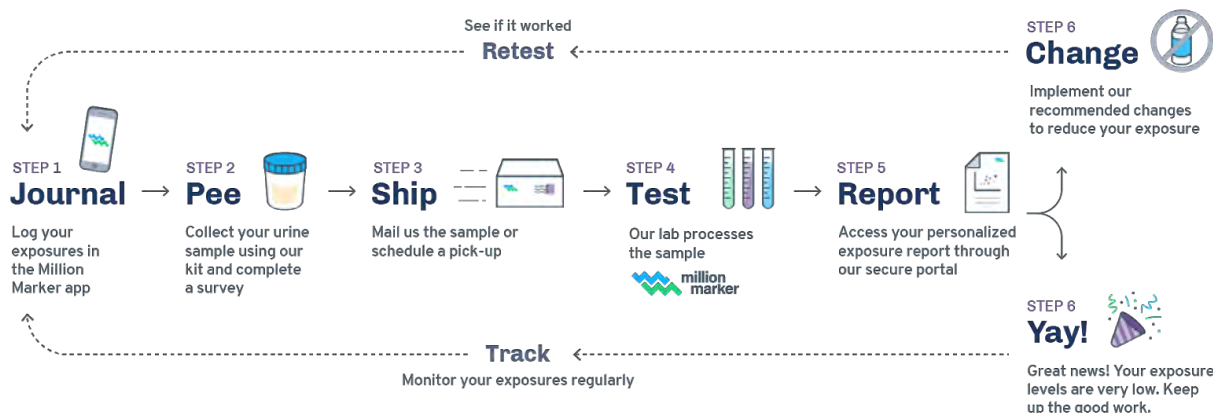 See if it worked
Retest
STEP 6
Change
Implement our
recommended changes
to reduce your exposure
STEP 1
Journal
Log your
exposures in
the Million
Marker app
STEP 2
Pee
Collect your urine
sample using our
kit and complete
a survey
STEP 3
Ship
Mail us the sample or
schedule a pick-up
STEP 4
Test
Our lab processes
the sample
million
marker
STEP 5
Report
Access your personalized
exposure report through
our secure portal
STEP 6
Yay!
Great news! Your exposure
levels are very low. Keep
up the good work.
Track
Monitor your exposures regularly